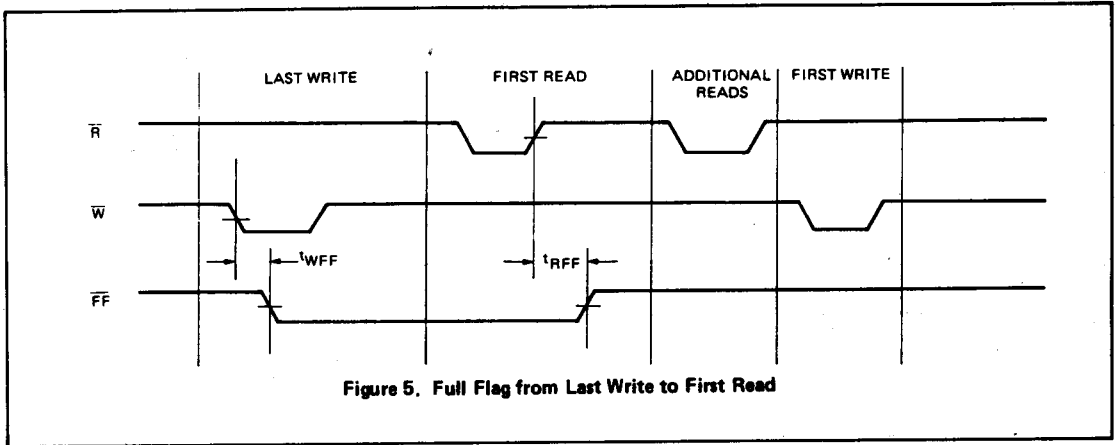 LAST WRITE
FIRST READ
ADDITIONAL READS
FIRST WRITE
R̅
W̅
tWFF
tRFF
F̅F̅
Figure 5. Full Flag from Last Write to First Read